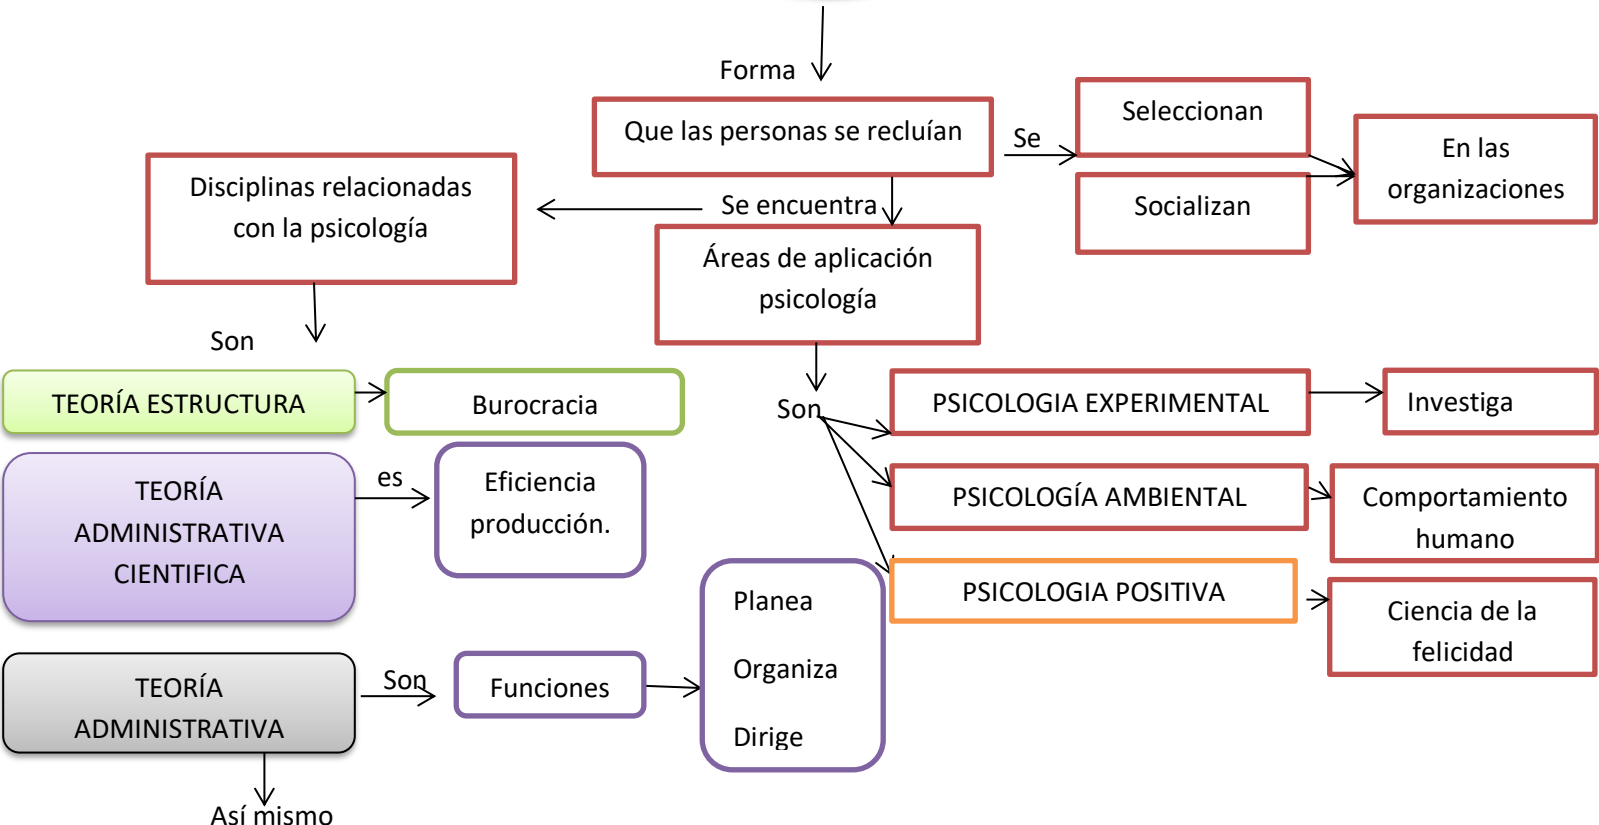 Forma
Que las personas se recluían
Se
Seleccionan
Socializan
En las
organizaciones
Disciplinas relacionadas
con la psicología
Se encuentra
Áreas de aplicación
psicología
Son
TEORÍA ESTRUCTURA
Burocracia
TEORÍA
ADMINISTRATIVA
CIENTIFICA
es
Eficiencia
producción.
TEORÍA
ADMINISTRATIVA
Son
Funciones
Planea
Organiza
Dirige
Así mismo
Son
PSICOLOGIA EXPERIMENTAL
Investiga
PSICOLOGÍA AMBIENTAL
Comportamiento
humano
PSICOLOGIA POSITIVA
Ciencia de la
felicidad